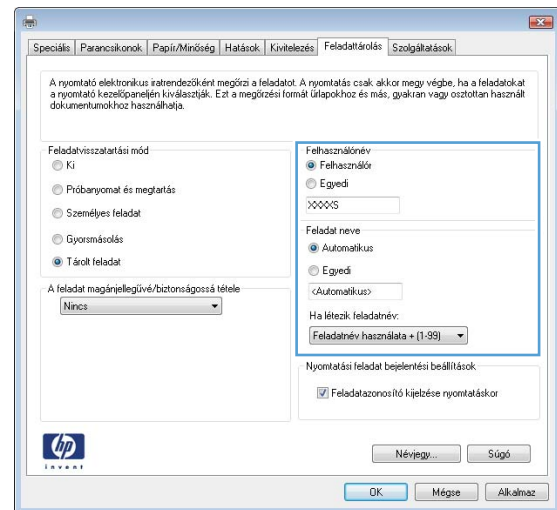 Speciális Parancsikonok Papír/Minőség Hatások Kivitelezés Feladattárolás Szolgáltatások
A nyomtató elektronikus iratrendezőként megőrzi a feladatot. A nyomtatás csak akkor megy végbe, ha a feladatokat
a nyomtató kezelőpaneljén kiválasztják. Ezt a megőrzési formát űrlapokhoz és más, gyakran vagy osztottan használt
dokumentumokhoz használhatja.
Feladatvisszatartási mód
Ki
Próbanyomat és megtartás
Személyes feladat
Gyorsmásolás
Tárolt feladat
A feladat magánjellegűvé/biztonságossá tétele
Nincs
Felhasználónév
Felhasználór
Egyedi
XXXXS
Feladat neve
Automatikus
Egyedi
<Automatikus>
Ha létezik feladatnév:
Feladatnév használata + (1-99)
Nyomtatási feladat bejelentési beállítások
Feladatazonosító kijelzése nyomtatáskor
hp
invent
Névjegy... Súgó
OK Mégse Alkalmaz